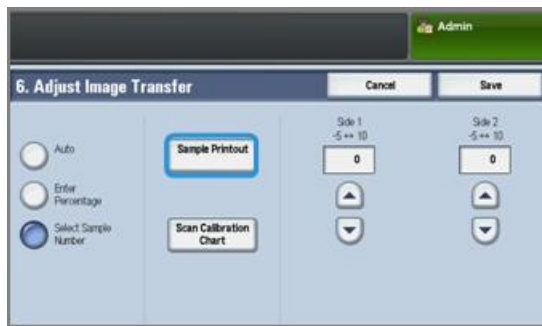 Admin
6. Adjust Image Transfer
Cancel
Save
Auto
Enter
Percentage
Select Sample
Number
Sample Printout
Scan Calibration
Chart
Side 1
-5 ↔ 10
0
Side 2
-5 ↔ 10
0